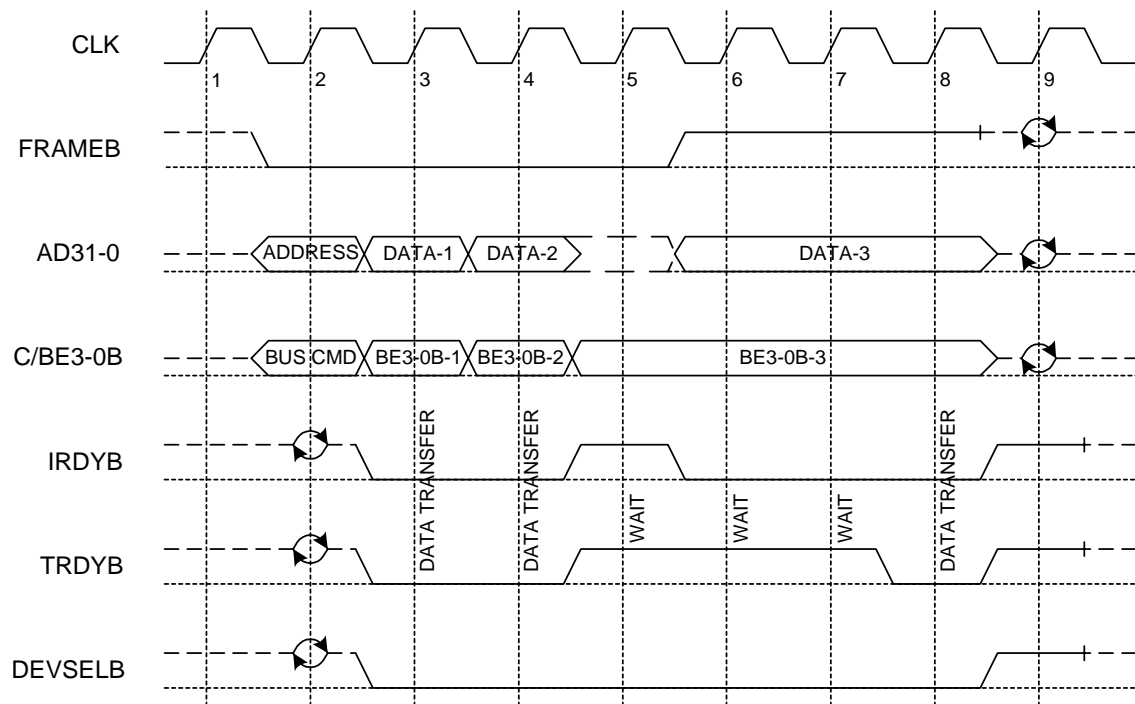 CLK
1 2 3 4 5 6 7 8 9
FRAMEB
AD31-0
ADDRESS DATA-1 DATA-2 DATA-3
C/BE3-0B
BUS CMD BE3-0B-1 BE3-0B-2 BE3-0B-3
IRDYB
DATA TRANSFER
DATA TRANSFER
WAIT
WAIT
WAIT
DATA TRANSFER
TRDYB
DEVSELB